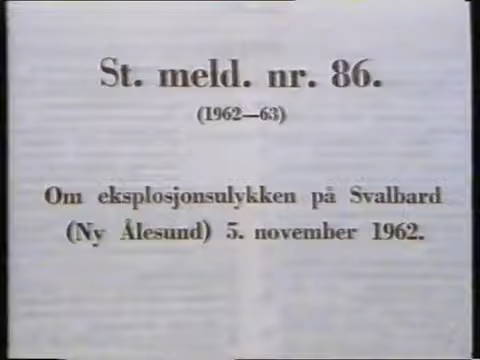 St. meld. nr. 86.
(1962—63)
Om eksplosjonsulykken på Svalbard
(Ny Ålesund) 5. november 1962.